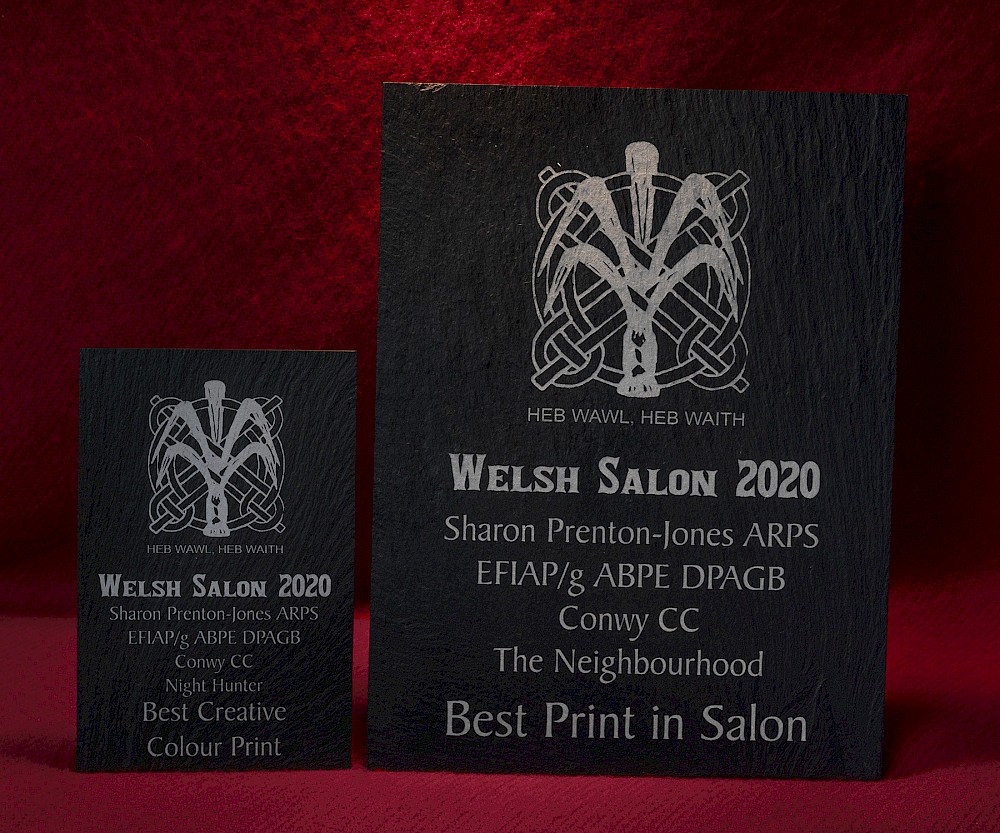 HEB WAWL, HEB WAITH
WELSH SALON 2020
Sharon Prenton-Jones ARPS
EFIAP/g ABPE DPAGB
Conwy CC
Night Hunter
Best Creative
Colour Print
HEB WAWL, HEB WAITH
WELSH SALON 2020
Sharon Prenton-Jones ARPS
EFIAP/g ABPE DPAGB
Conwy CC
The Neighbourhood
Best Print in Salon